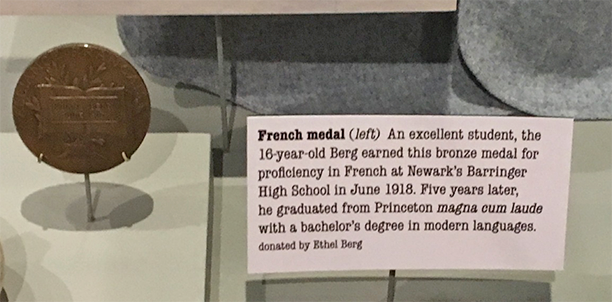 French medal (left) An excellent student, the
16-year-old Berg earned this bronze medal for
proficiency in French at Newark's Barringer
High School in June 1918. Five years later,
he graduated from Princeton magna cum laude
with a bachelor's degree in modern languages.
donated by Ethel Berg